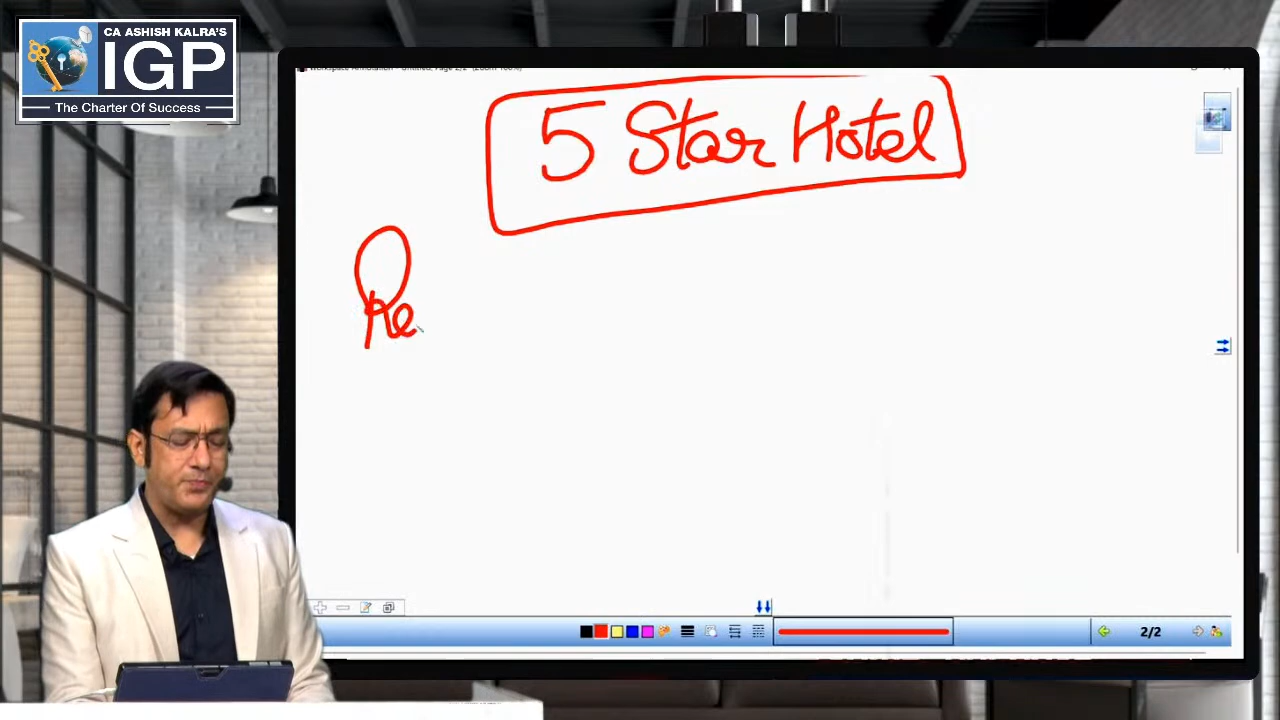 CA ASHISH KALRA'S
IGP
The Charter Of Success
5 Star Hotel
Re
2/2